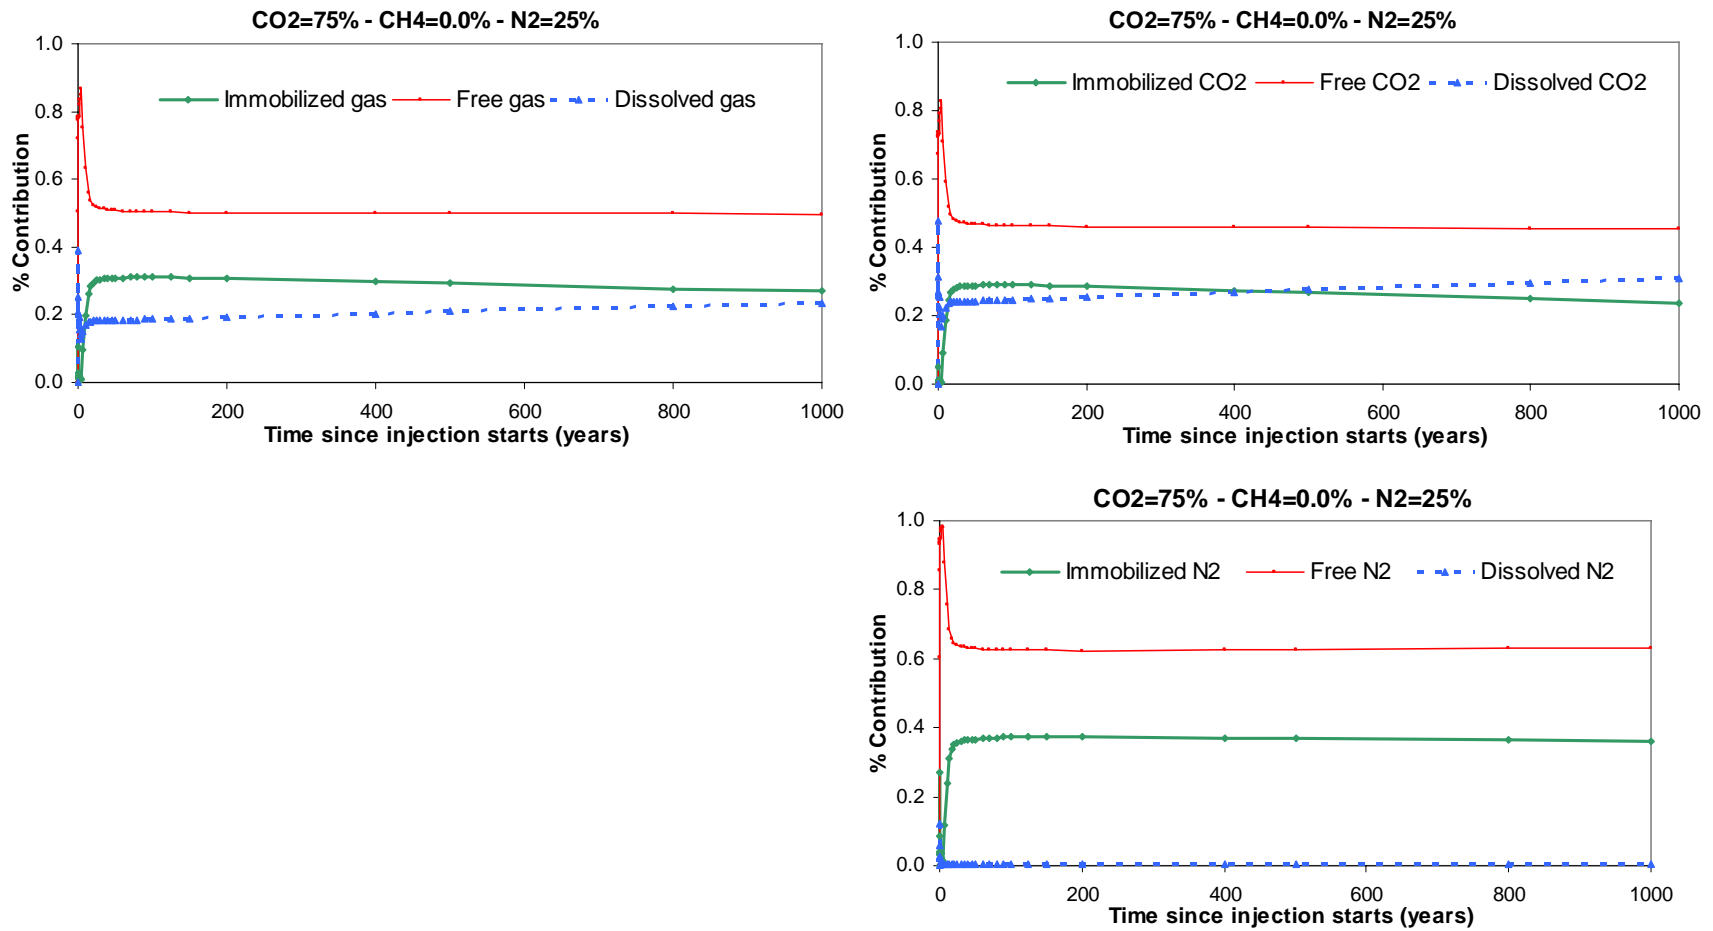 CO2=75% - CH4=0.0% - N2=25%
1.0
0.8
0.6
0.4
0.2
0.0
% Contribution
Immobilized gas Free gas Dissolved gas
0 200 400 600 800 1000
Time since injection starts (years)
CO2=75% - CH4=0.0% - N2=25%
1.0
0.8
0.6
0.4
0.2
0.0
% Contribution
Immobilized CO2 Free CO2 Dissolved CO2
0 200 400 600 800 1000
Time since injection starts (years)
CO2=75% - CH4=0.0% - N2=25%
1.0
0.8
0.6
0.4
0.2
0.0
% Contribution
Immobilized N2 Free N2 Dissolved N2
0 200 400 600 800 1000
Time since injection starts (years)